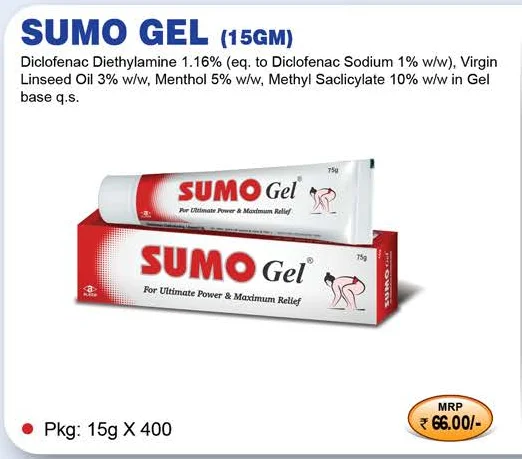 SUMO GEL (15GM)
Diclofenac Diethylamine 1.16% (eq. to Diclofenac Sodium 1% w/w), Virgin
Linseed Oil 3% w/w, Menthol 5% w/w, Methyl Saclicylate 10% w/w in Gel
base q.s.
75g
SUMO Gel®
For Ultimate Power & Maximum Relief
75g
SUMO Gel®
For Ultimate Power & Maximum Relief
MRP
₹ 66.00/-
• Pkg: 15g X 400